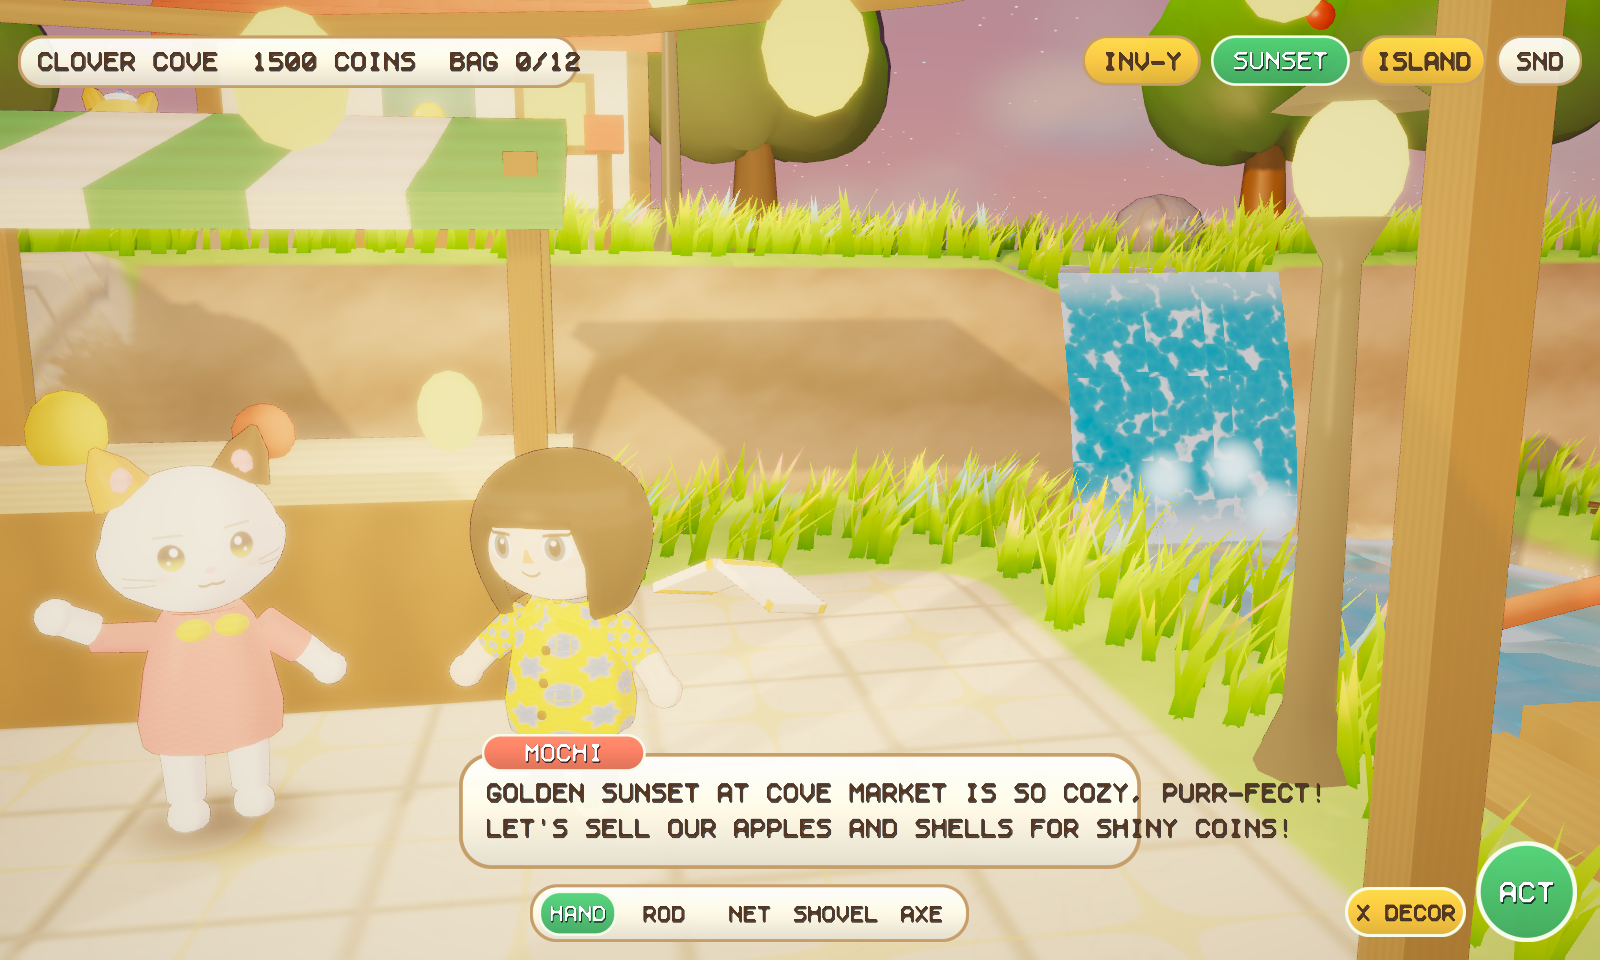 CLOVER COVE 1500 COINS BAG 0/12
INV-Y
SUNSET
ISLAND
SND
MOCHI
GOLDEN SUNSET AT COVE MARKET IS SO COZY, PURR-FECT!
LET'S SELL OUR APPLES AND SHELLS FOR SHINY COINS!
HAND ROD NET SHOVEL AXE
X DECOR
ACT